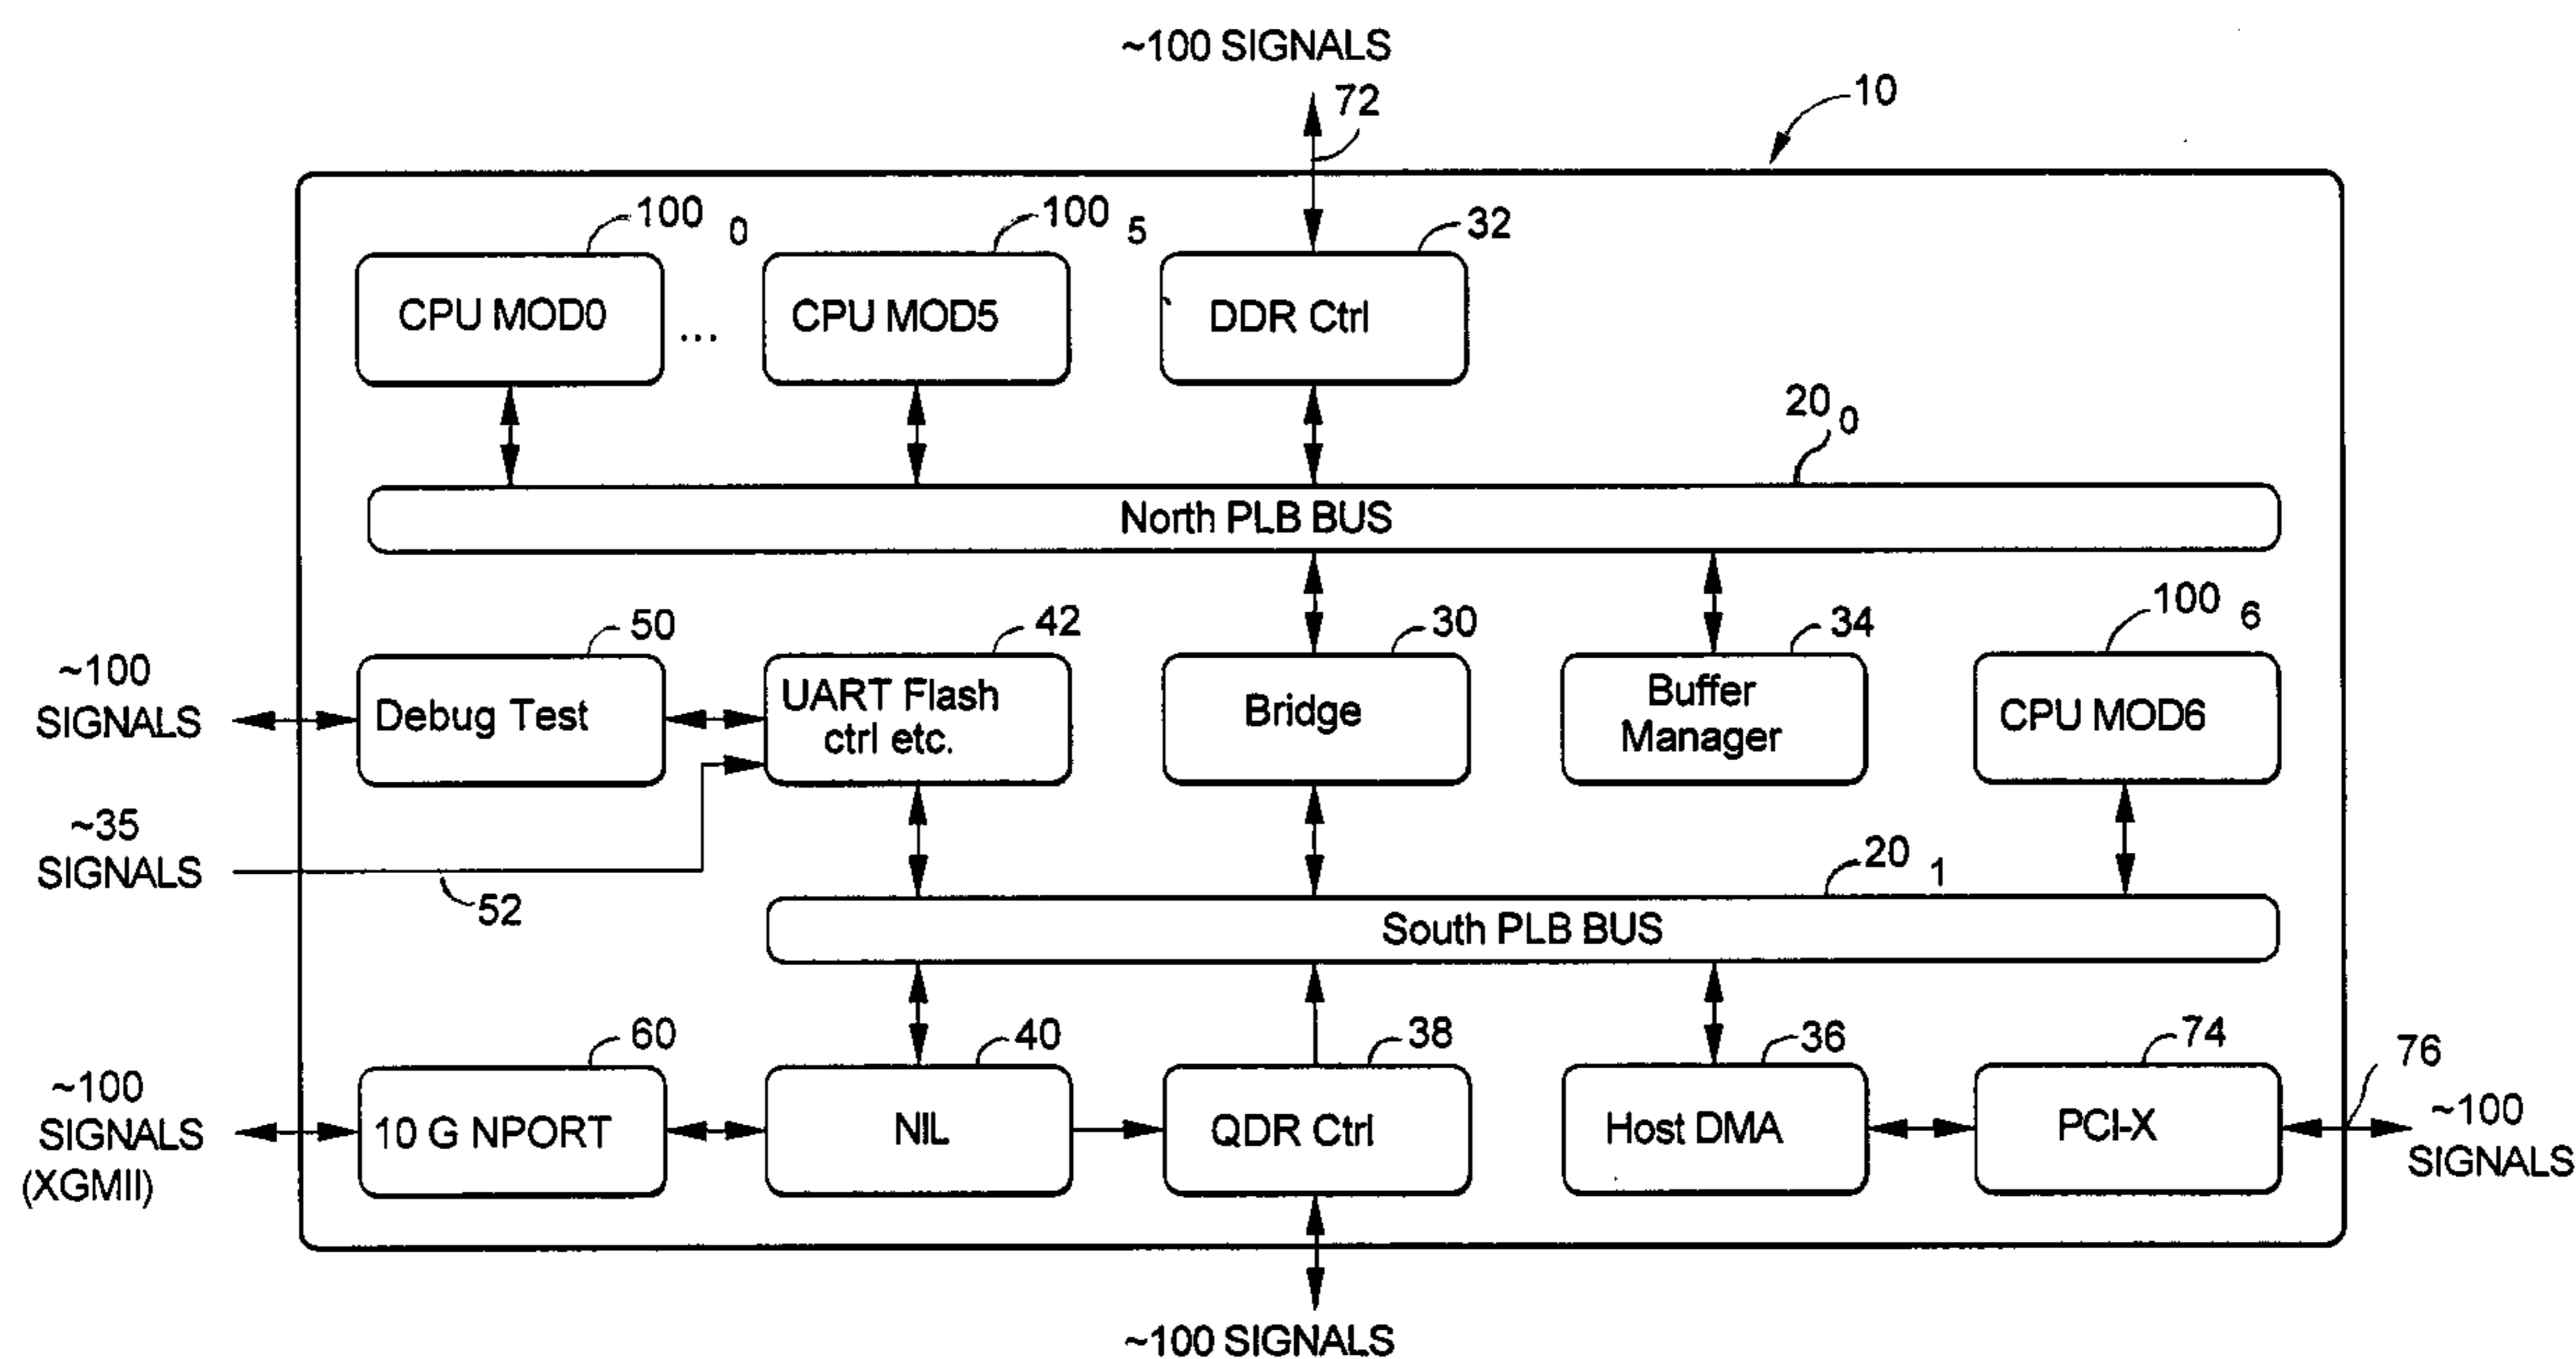 ~100 SIGNALS
72
10
100 0
100 5
32
CPU MOD0
...
CPU MOD5
DDR Ctrl
20 0
North PLB BUS
50
42
30
34
100 6
~100
SIGNALS
Debug Test
UART Flash
ctrl etc.
Bridge
Buffer
Manager
CPU MOD6
~35
SIGNALS
52
20 1
South PLB BUS
60
40
38
36
74
76
~100
SIGNALS
(XGMII)
10 G NPORT
NIL
QDR Ctrl
Host DMA
PCI-X
~100
SIGNALS
~100 SIGNALS